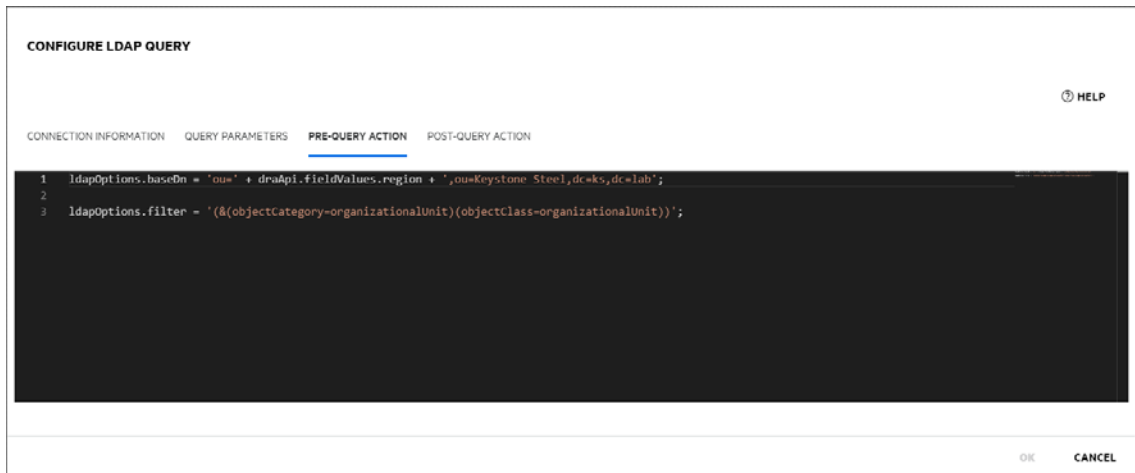 CONFIGURE LDAP QUERY
HELP
CONNECTION INFORMATION QUERY PARAMETERS PRE-QUERY ACTION POST-QUERY ACTION
1 ldapOptions.baseDn = 'ou=' + draApi.fieldValues.region + ',ou=Keystone Steel,dc=ks,dc=lab';
2
3 ldapOptions.filter = '(&(objectCategory=organizationalUnit)(objectClass=organizationalUnit))';
OK CANCEL